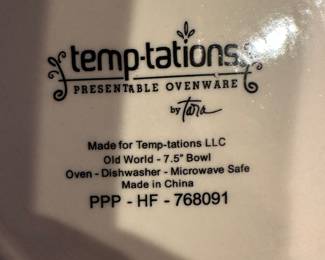 temp-tations®
PRESENTABLE OVENWARE
by Tara
Made for Temp-tations LLC
Old World - 7.5" Bowl
Oven - Dishwasher - Microwave Safe
Made in China
PPP - HF - 768091